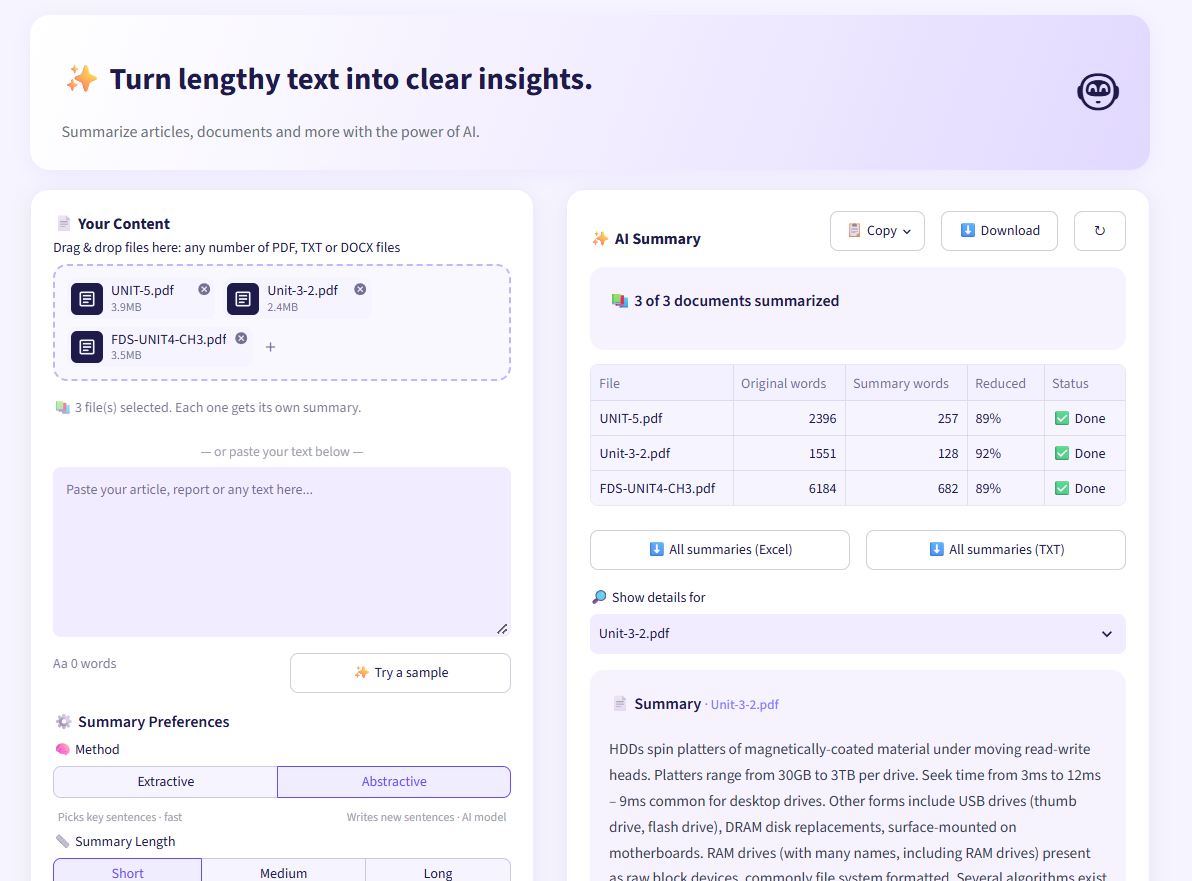 ✨ Turn lengthy text into clear insights.
Summarize articles, documents and more with the power of AI.
Your Content
Drag & drop files here: any number of PDF, TXT or DOCX files
UNIT-5.pdf
3.9MB
Unit-3-2.pdf
2.4MB
FDS-UNIT4-CH3.pdf
3.5MB
+
3 file(s) selected. Each one gets its own summary.
— or paste your text below —
Paste your article, report or any text here...
Aa 0 words
✨ Try a sample
Summary Preferences
Method
Extractive
Abstractive
Picks key sentences · fast
Writes new sentences · AI model
Summary Length
Short
Medium
Long
✨ AI Summary
Copy
Download
↻
3 of 3 documents summarized
File Original words Summary words Reduced Status
UNIT-5.pdf 2396 257 89% ✅ Done
Unit-3-2.pdf 1551 128 92% ✅ Done
FDS-UNIT4-CH3.pdf 6184 682 89% ✅ Done
All summaries (Excel)
All summaries (TXT)
Show details for
Unit-3-2.pdf
Summary · Unit-3-2.pdf
HDDs spin platters of magnetically-coated material under moving read-write
heads. Platters range from 30GB to 3TB per drive. Seek time from 3ms to 12ms
– 9ms common for desktop drives. Other forms include USB drives (thumb
drive, flash drive), DRAM disk replacements, surface-mounted on
motherboards. RAM drives (with many names, including RAM drives) present
as raw block devices, commonly file system formatted. Several algorithms exist